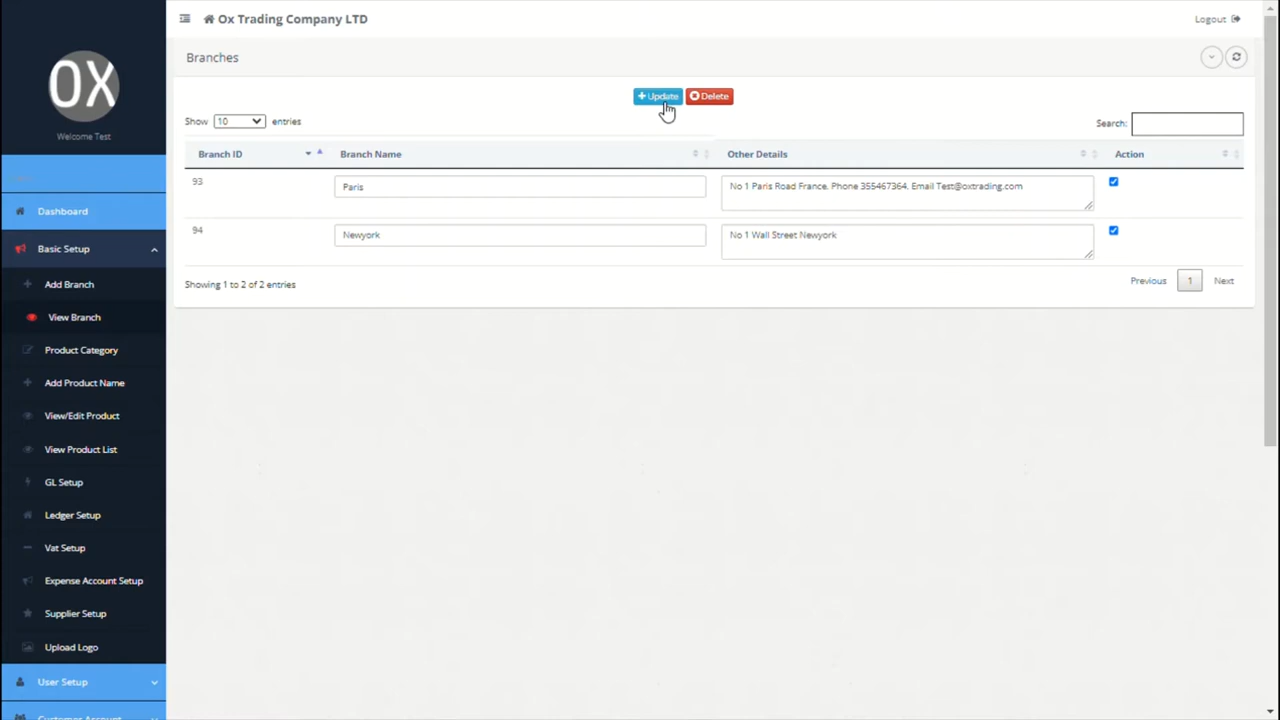 Ox Trading Company LTD
Logout
OX
Welcome Test
Branches
Update
Delete
Show 10 entries
Search:
Branch ID
Branch Name
Other Details
Action
93
Paris
No 1 Paris Road France. Phone 355467364. Email Test@oxtrading.com
94
Newyork
No 1 Wall Street Newyork
Showing 1 to 2 of 2 entries
Previous
1
Next
Dashboard
Basic Setup
Add Branch
View Branch
Product Category
Add Product Name
View/Edit Product
View Product List
GL Setup
Ledger Setup
Vat Setup
Expense Account Setup
Supplier Setup
Upload Logo
User Setup
Customer Account